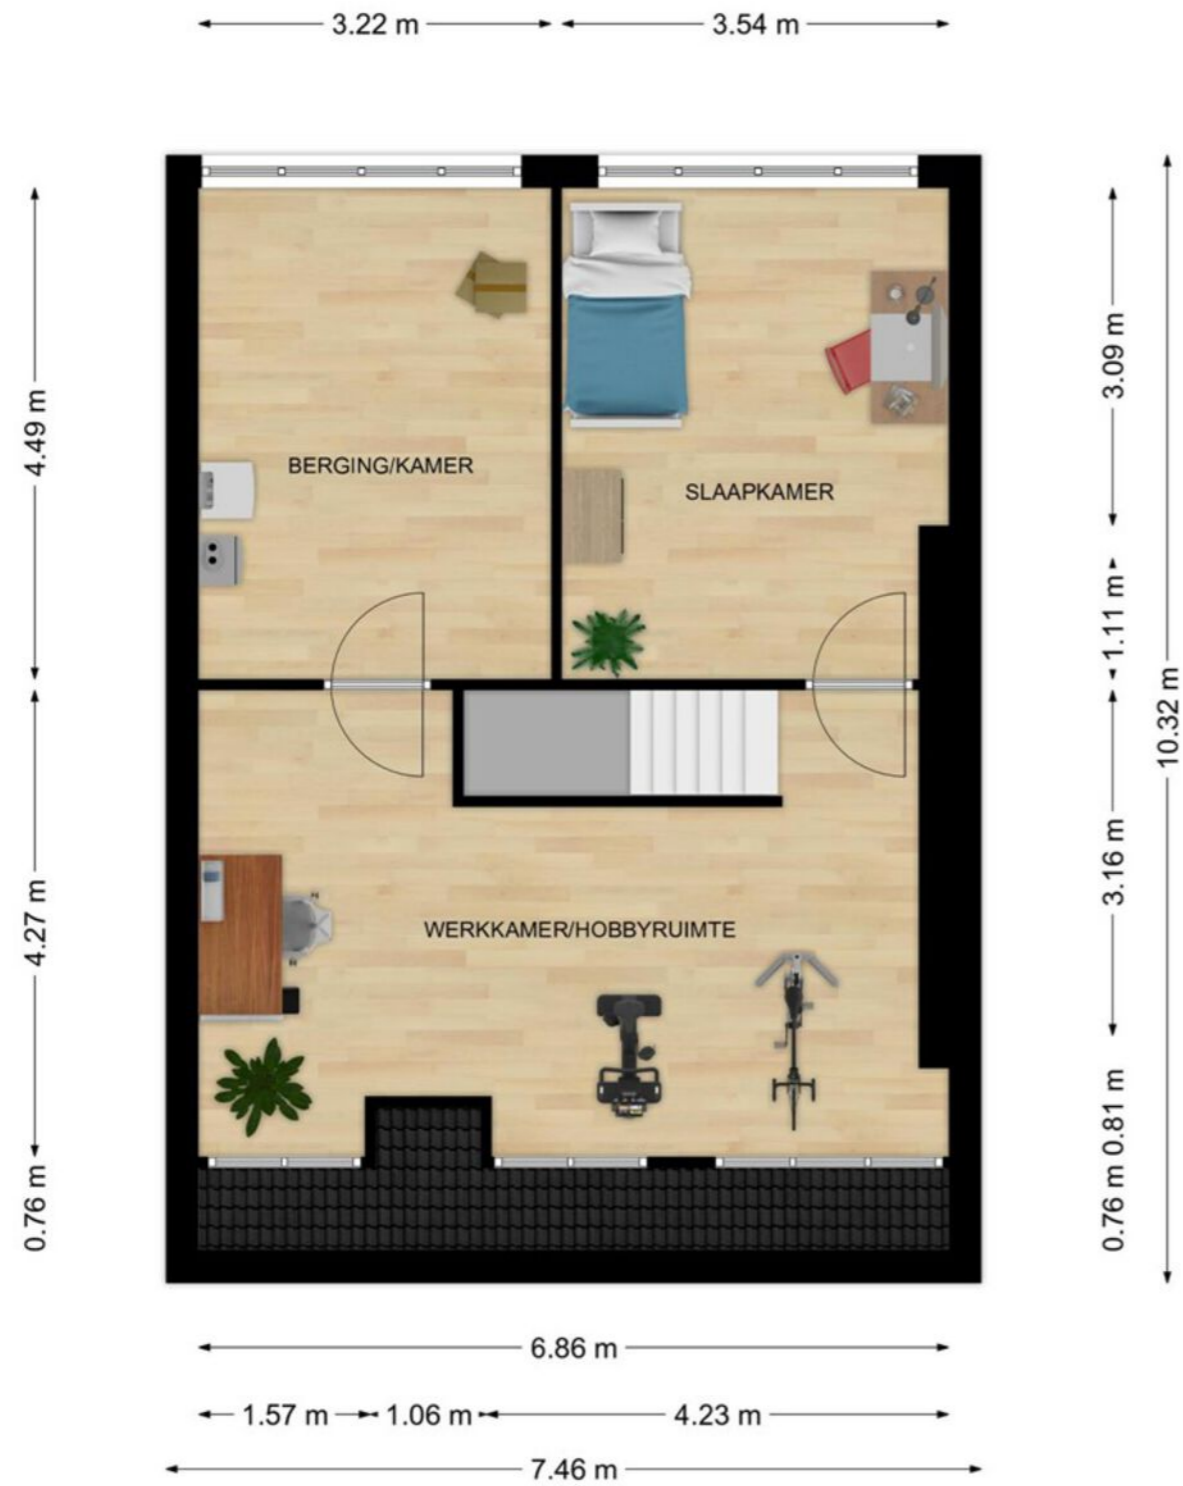 3.22 m
3.54 m
4.49 m
3.09 m
BERGING/KAMER
SLAAPKAMER
1.11 m
10.32 m
4.27 m
3.16 m
WERKKAMER/HOBBYRUIMTE
0.81 m
0.76 m
0.76 m
6.86 m
1.57 m
1.06 m
4.23 m
7.46 m